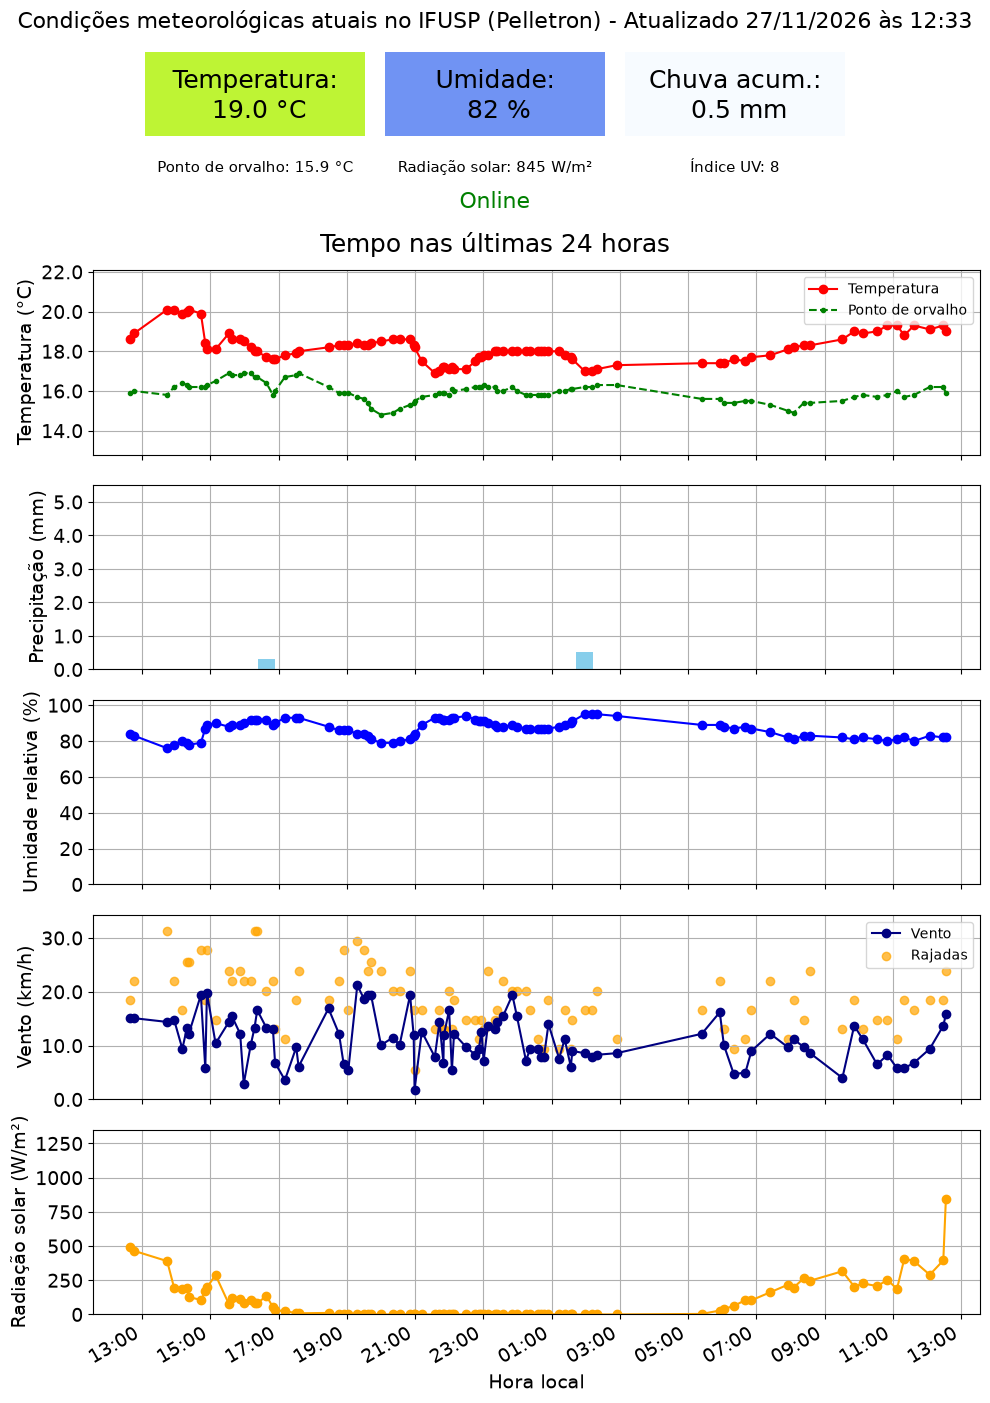 Condições meteorológicas atuais no IFUSP (Pelletron) - Atualizado 27/11/2026 às 12:33
Temperatura:
19.0 °C
Umidade:
82 %
Chuva acum.:
0.5 mm
Ponto de orvalho: 15.9 °C
Radiação solar: 845 W/m²
Índice UV: 8
Online
Tempo nas últimas 24 horas
Temperatura (°C)
22.0
20.0
18.0
16.0
14.0
Temperatura
Ponto de orvalho
Precipitação (mm)
5.0
4.0
3.0
2.0
1.0
0.0
Umidade relativa (%)
100
80
60
40
20
0
Vento (km/h)
30.0
20.0
10.0
0.0
Vento
Rajadas
Radiação solar (W/m²)
1250
1000
750
500
250
0
13:00
15:00
17:00
19:00
21:00
23:00
01:00
03:00
05:00
07:00
09:00
11:00
13:00
Hora local